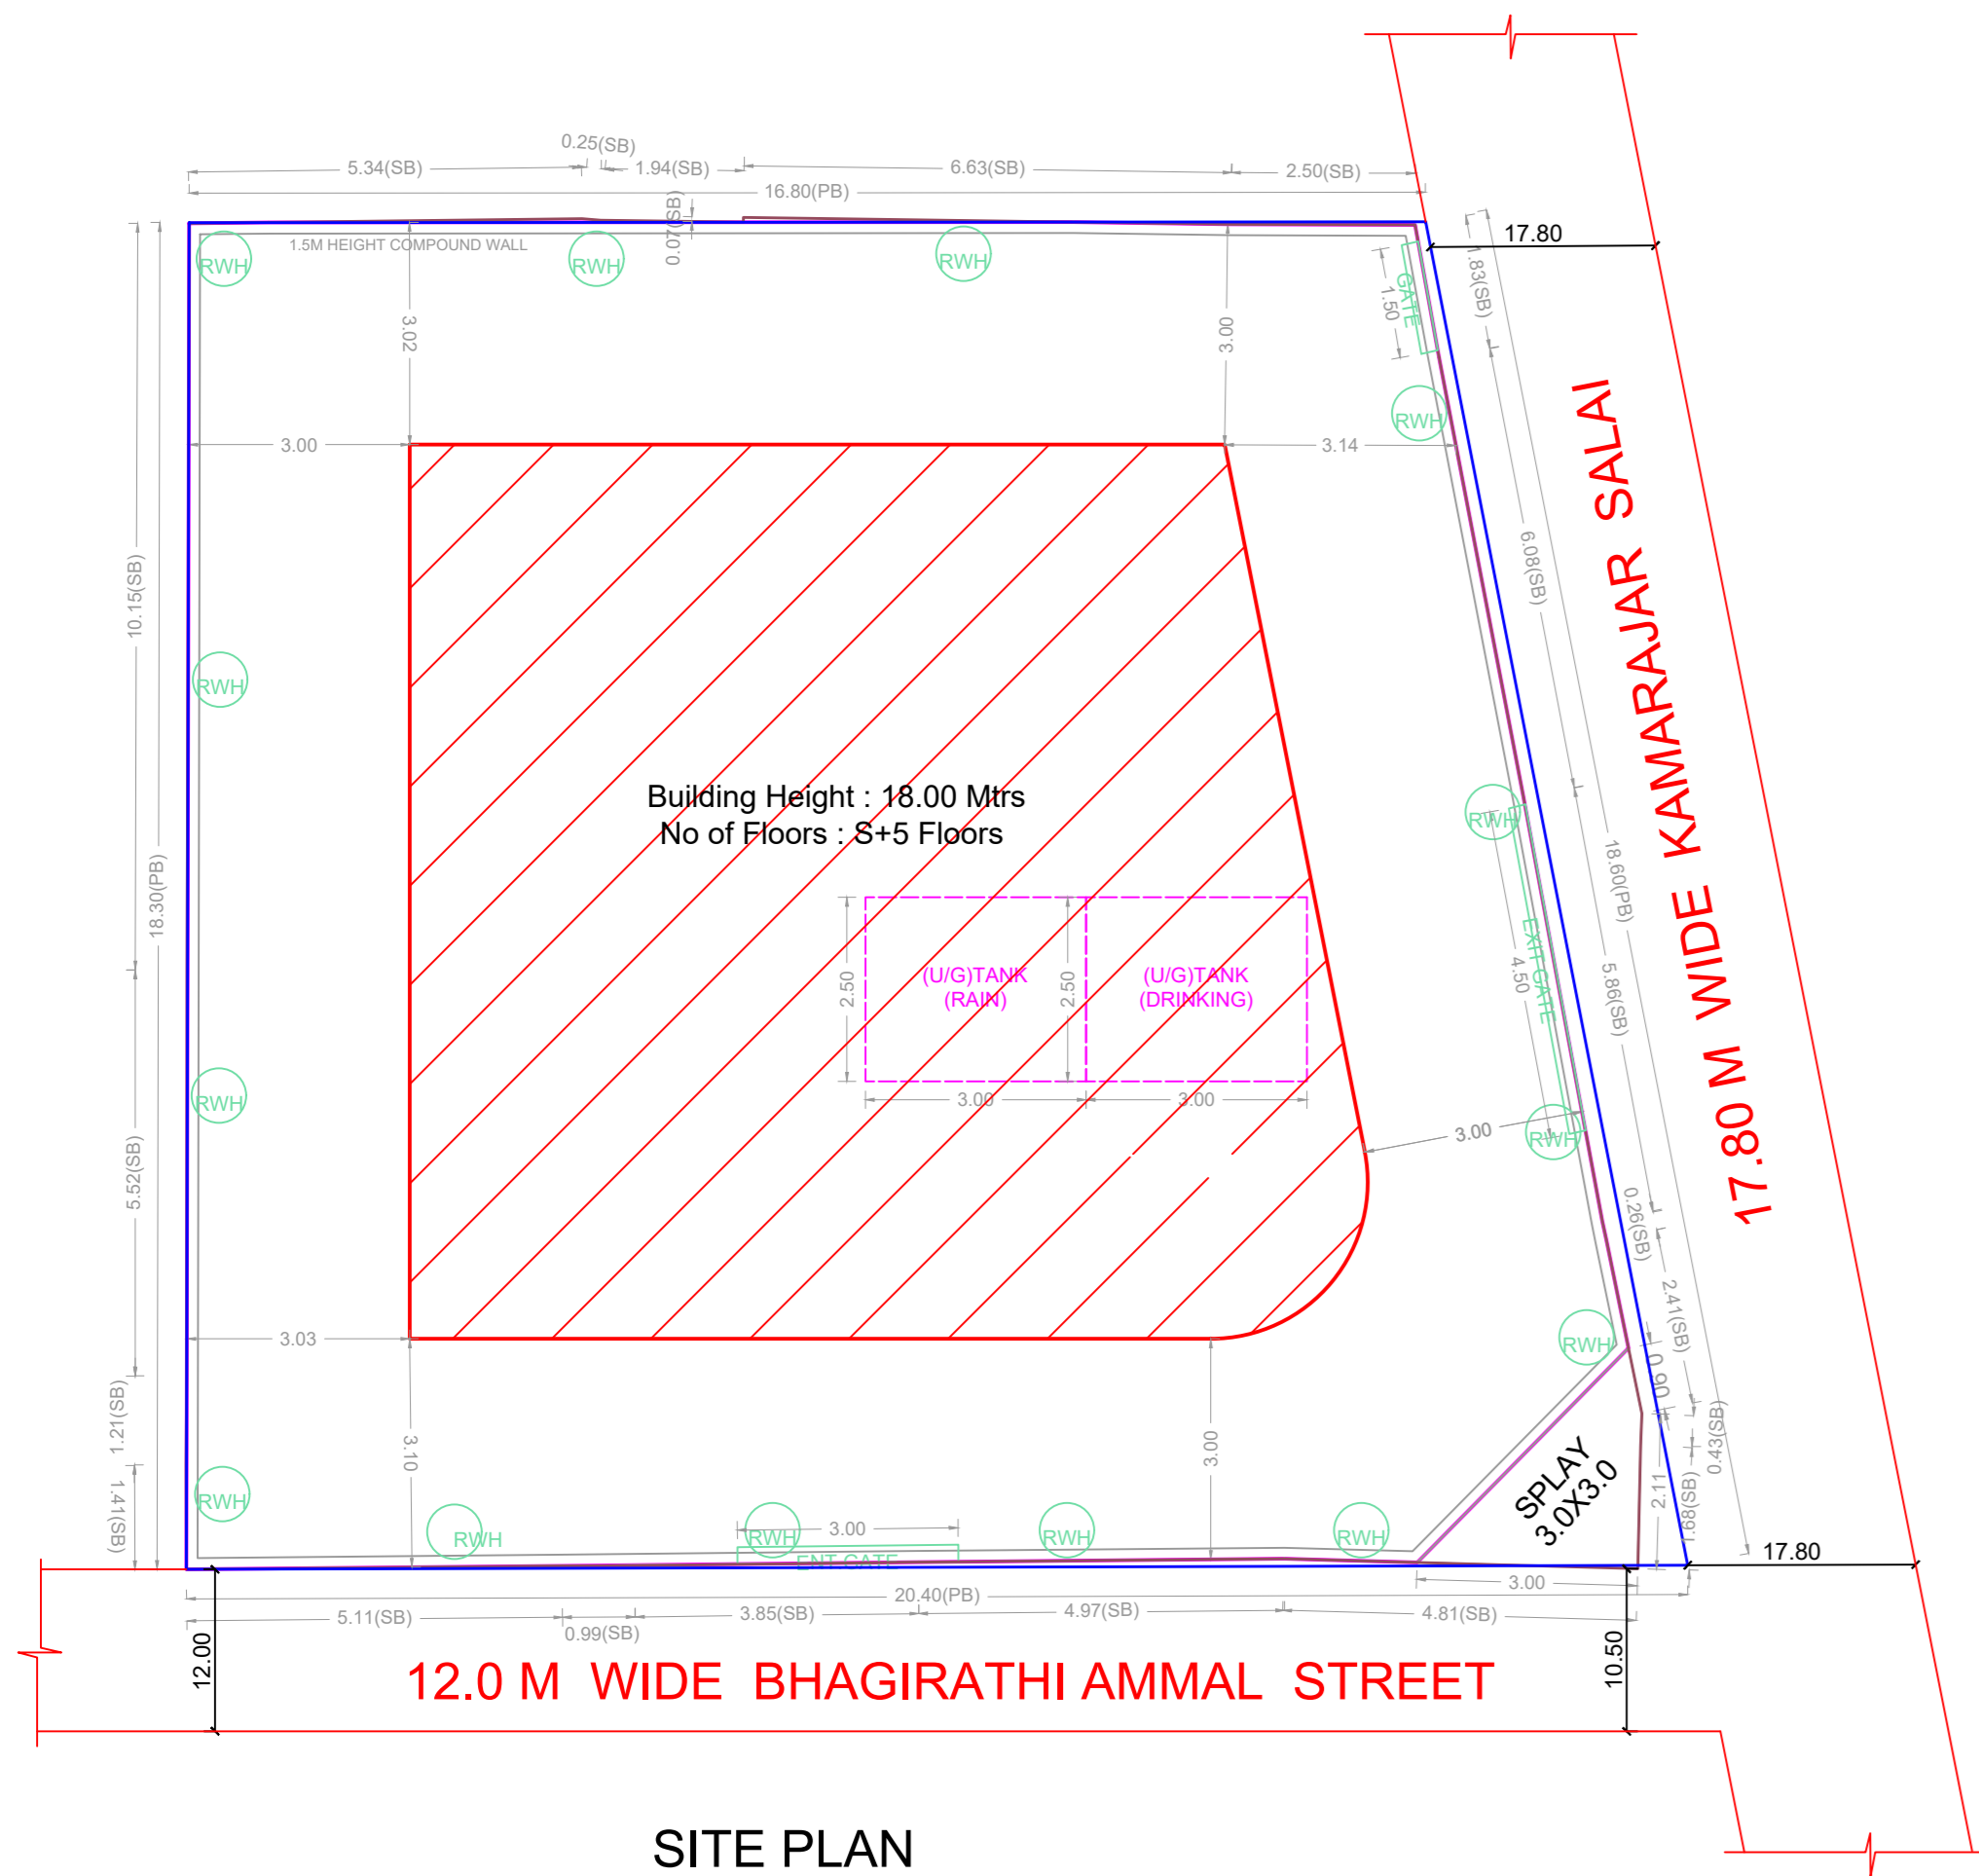 0.25(SB)
5.34(SB)
1.94(SB)
6.63(SB)
2.50(SB)
16.80(PB)
0.07(SB)
1.5M HEIGHT COMPOUND WALL
17.80
RWH
RWH
RWH
GATE
1.50
1.83(SB)
3.02
3.00
RWH
3.00
3.14
10.15(SB)
18.30(PB)
6.08(SB)
17.80 M WIDE KAMARAJAR SALAI
RWH
Building Height : 18.00 Mtrs
No of Floors : S+5 Floors
RWH
18.60(PB)
EXIT GATE
4.50
5.86(SB)
2.50
(U/G)TANK
(RAIN)
2.50
(U/G)TANK
(DRINKING)
3.00
3.00
RWH
3.00
RWH
5.52(SB)
0.26(SB)
3.03
RWH
2.41(SB)
0.90
1.21(SB)
1.41(SB)
3.10
3.00
SPLAY
3.0X3.0
2.11
1.68(SB)
0.43(SB)
RWH
RWH
RWH
3.00
RWH
RWH
ENT GATE
17.80
3.00
20.40(PB)
5.11(SB)
0.99(SB)
3.85(SB)
4.97(SB)
4.81(SB)
12.00
12.0 M WIDE BHAGIRATHI AMMAL STREET
10.50
SITE PLAN